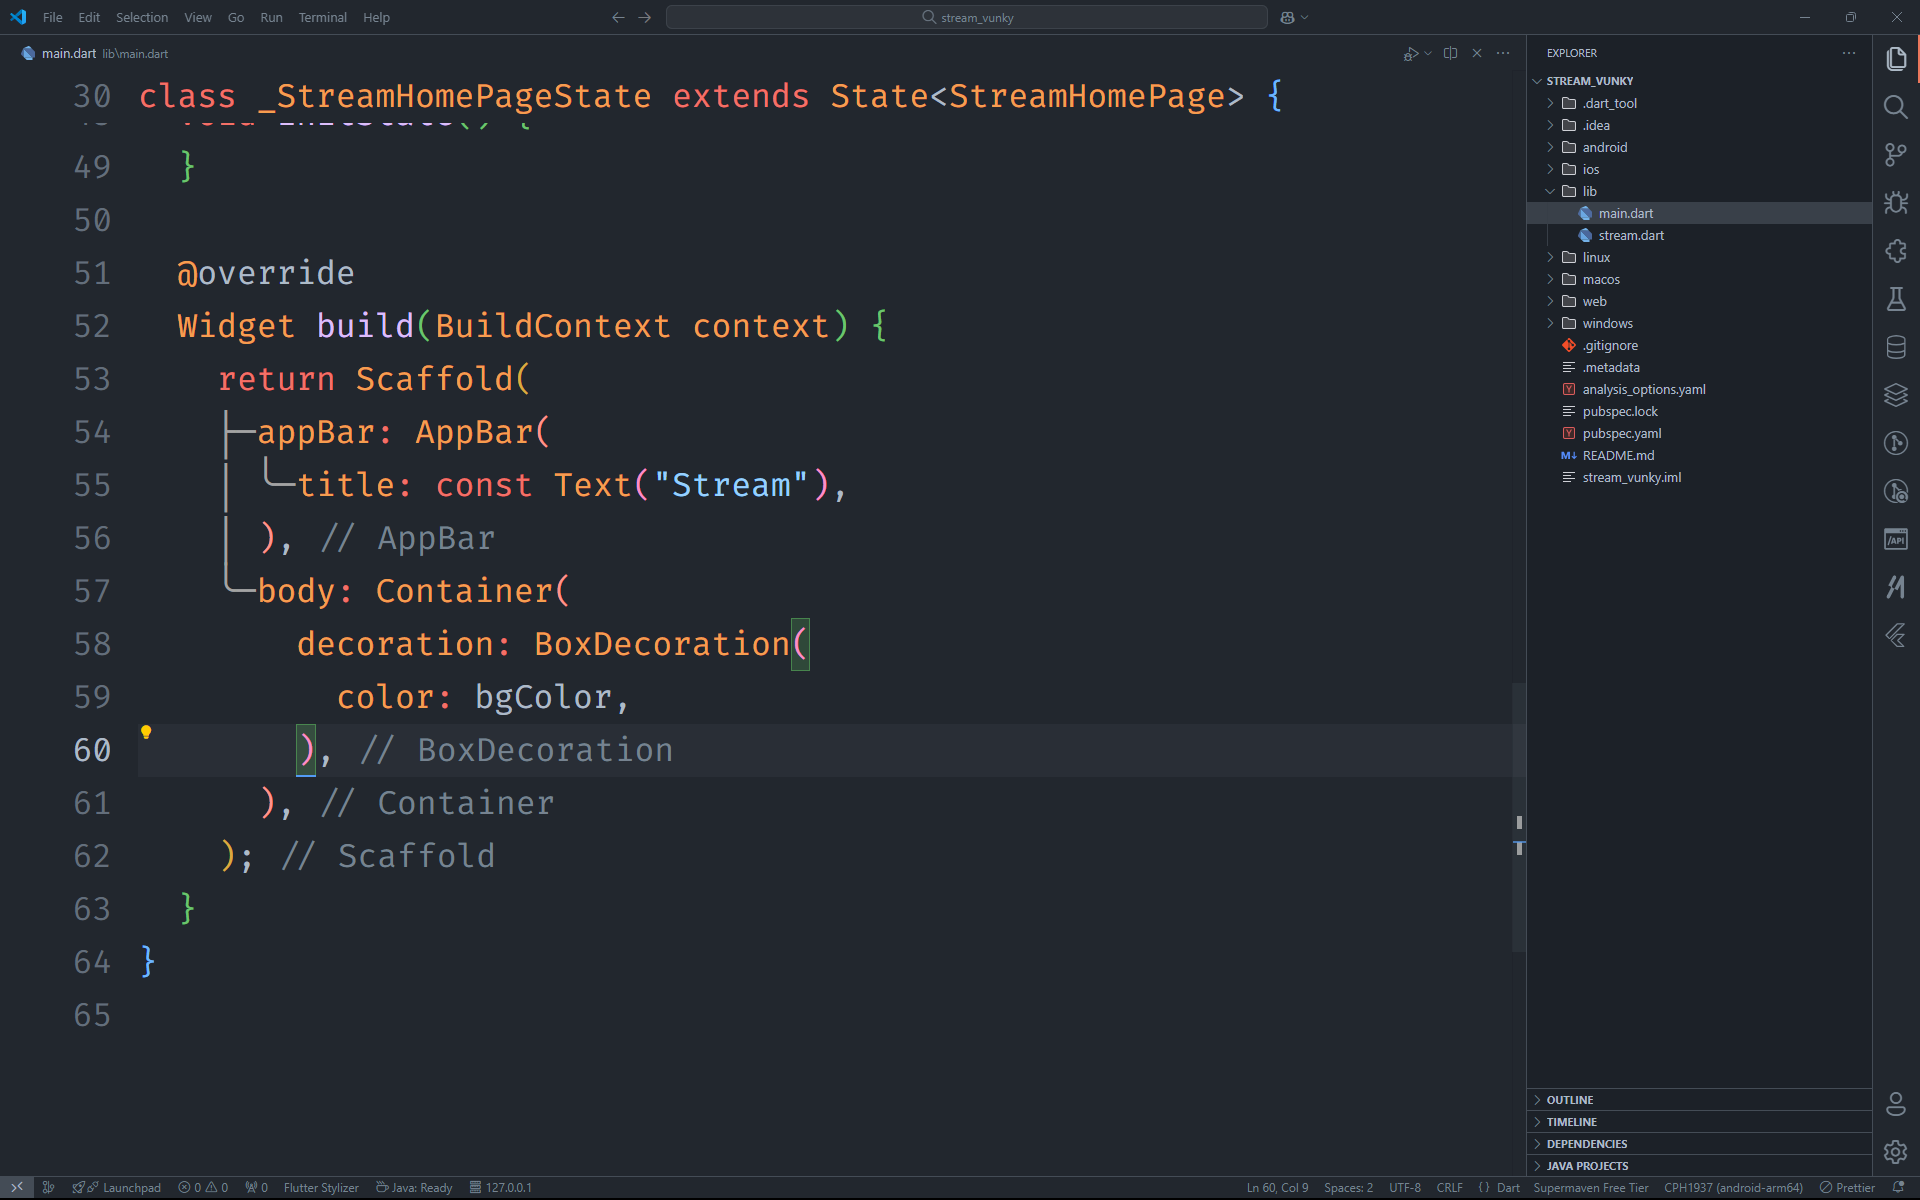 File Edit Selection View Go Run Terminal Help
stream_vunky
main.dart lib\main.dart
30 class _StreamHomePageState extends State<StreamHomePage> {
49 }
50
51 @override
52 Widget build(BuildContext context) {
53 return Scaffold(
54 appBar: AppBar(
55 title: const Text("Stream"),
56 ), // AppBar
57 body: Container(
58 decoration: BoxDecoration(
59 color: bgColor,
60 ), // BoxDecoration
61 ), // Container
62 ); // Scaffold
63 }
64 }
65
EXPLORER
STREAM_VUNKY
.dart_tool
.idea
android
ios
lib
main.dart
stream.dart
linux
macos
web
windows
.gitignore
.metadata
analysis_options.yaml
pubspec.lock
pubspec.yaml
README.md
stream_vunky.iml
OUTLINE
TIMELINE
DEPENDENCIES
JAVA PROJECTS
Launchpad 0 0 0 Flutter Stylizer Java: Ready 127.0.0.1
Ln 60, Col 9 Spaces: 2 UTF-8 CRLF { } Dart Supermaven Free Tier CPH1937 (android-arm64) Prettier